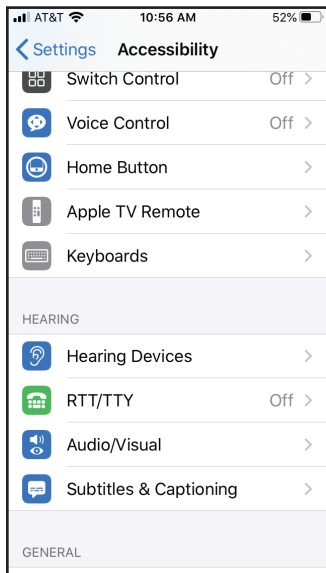 AT&T 10:56 AM 52%
Settings Accessibility
Switch Control Off
Voice Control Off
Home Button
Apple TV Remote
Keyboards
HEARING
Hearing Devices
RTT/TTY Off
Audio/Visual
Subtitles & Captioning
GENERAL